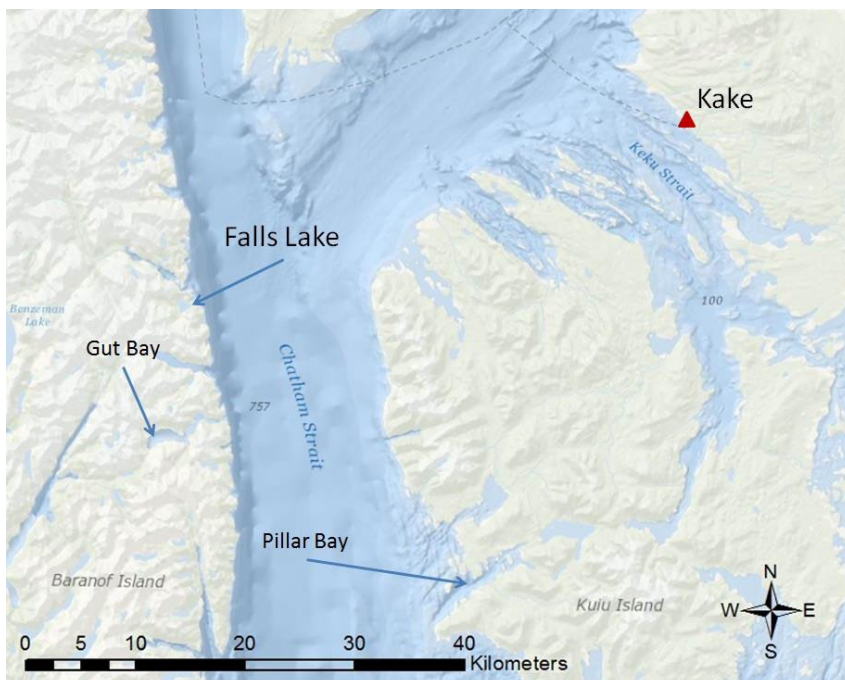 Kake
Keku Strait
Falls Lake
Benzeman
Lake
100
Gut Bay
Chatham Strait
757
Pillar Bay
Baranof Island
Kuiu Island
N
W E
S
0 10 20 30 40
Kilometers